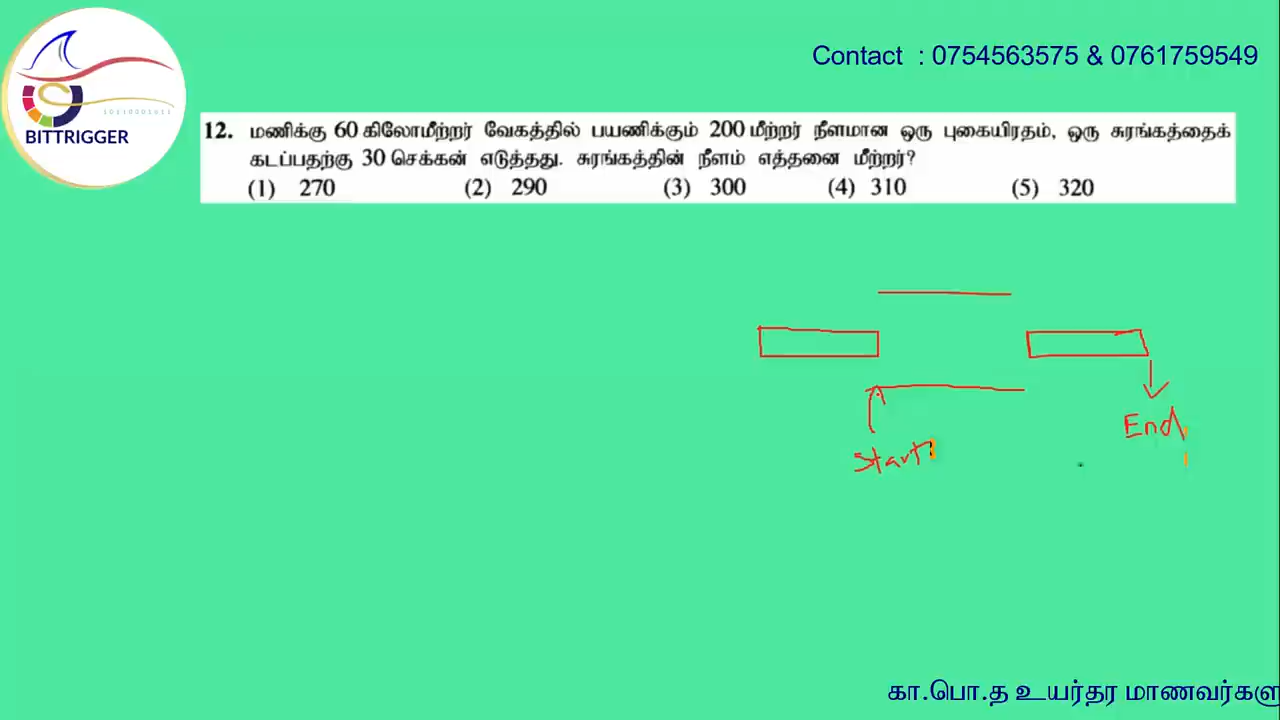 Contact : 0754563575 & 0761759549
BITTRIGGER
12. மணிக்கு 60 கிலோமீற்றர் வேகத்தில் பயணிக்கும் 200 மீற்றர் நீளமான ஒரு புகையிரதம், ஒரு சுரங்கத்தைக்
கடப்பதற்கு 30 செக்கன் எடுத்தது. சுரங்கத்தின் நீளம் எத்தனை மீற்றர்?
(1) 270 (2) 290 (3) 300 (4) 310 (5) 320
End
Start
கா.பொ.த உயர்தர மாணவர்களு